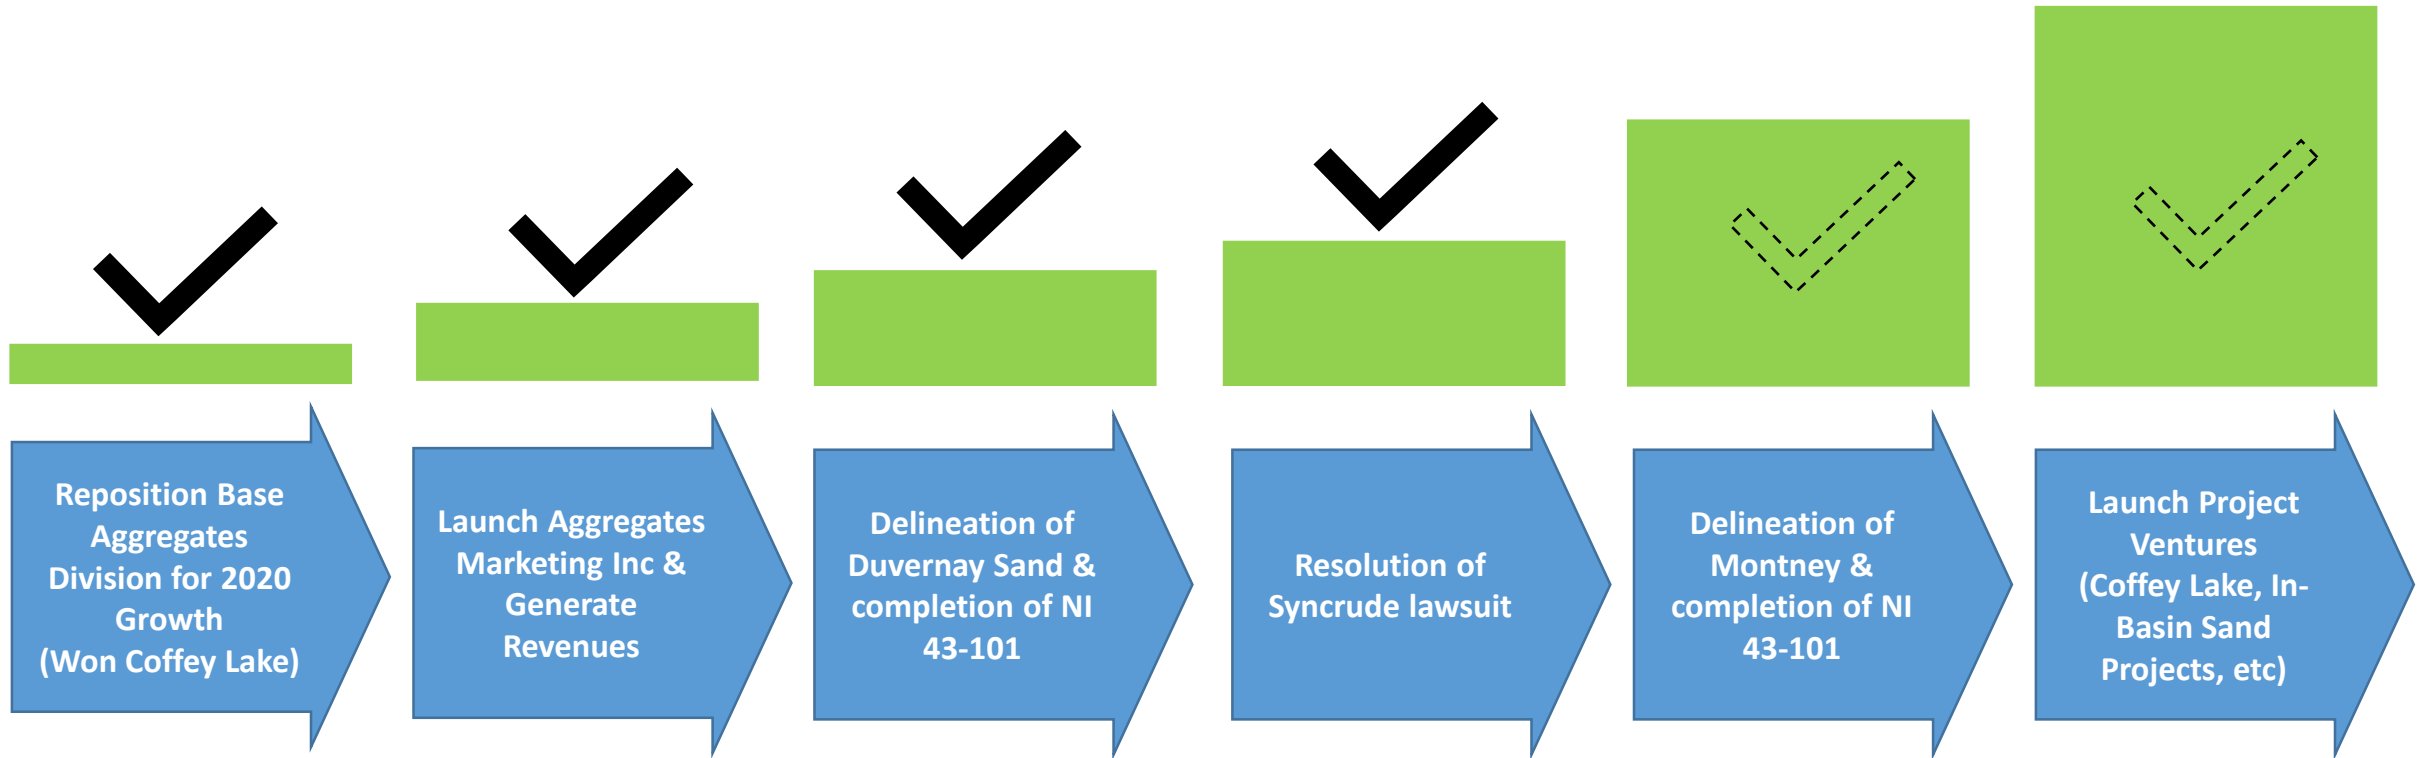 Reposition Base
Aggregates
Division for 2020
Growth
(Won Coffey Lake)
Launch Aggregates
Marketing Inc &
Generate
Revenues
Delineation of
Duvernay Sand &
completion of NI
43-101
Resolution of
Syncrude lawsuit
Delineation of
Montney &
completion of NI
43-101
Launch Project
Ventures
(Coffey Lake, In-
Basin Sand
Projects, etc)